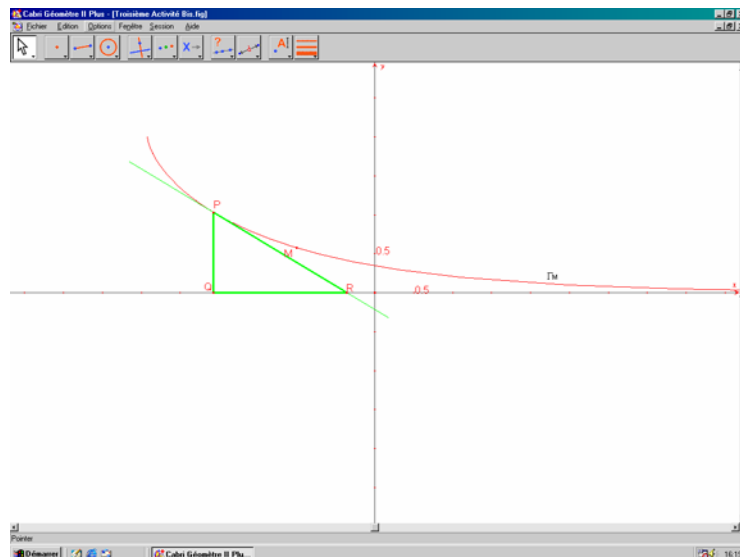 Cabri Géomètre II Plus - [Troisième Activité Bis.fig]
Fichier Edition Options Fenêtre Session Aide
y
P
M
0.5
Γм
Q
R
0.5
x
Pointer
Démarrer Cabri Géomètre II Plu...